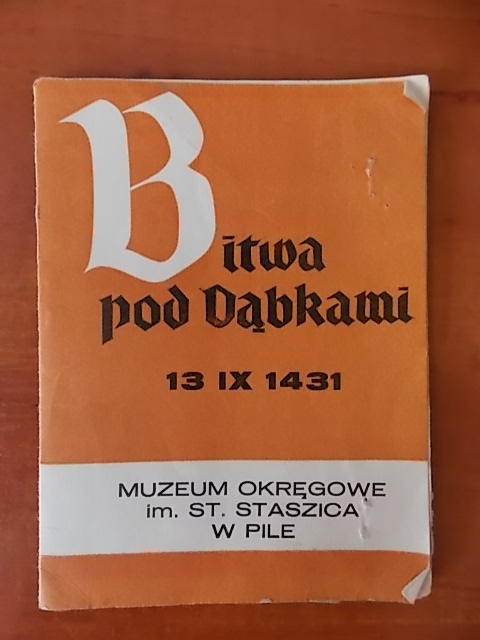 Bitwa
pod Dąbkami
13 IX 1431
MUZEUM OKRĘGOWE
im. ST. STASZICA
W PILE